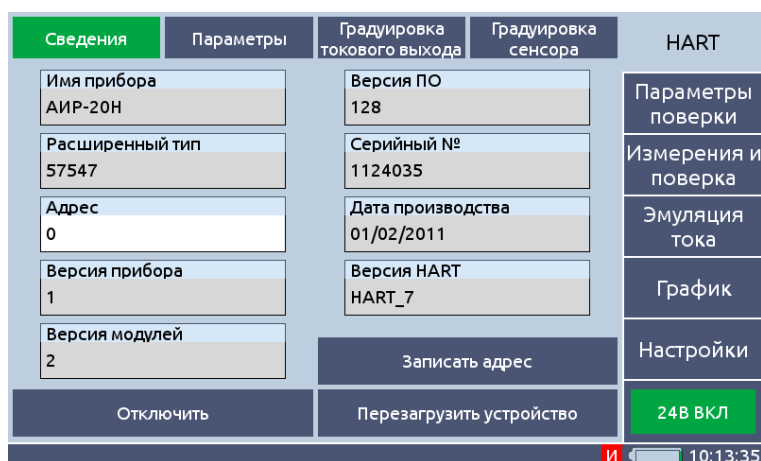 Сведения
Параметры
Градуировка
токового выхода
Градуировка
сенсора
HART
Имя прибора
АИР-20Н
Версия ПО
128
Расширенный тип
57547
Серийный №
1124035
Адрес
0
Дата производства
01/02/2011
Версия прибора
1
Версия HART
HART_7
Версия модулей
2
Записать адрес
Отключить
Перезагрузить устройство
Параметры
поверки
Измерения и
поверка
Эмуляция
тока
График
Настройки
24В ВКЛ
И
10:13:35